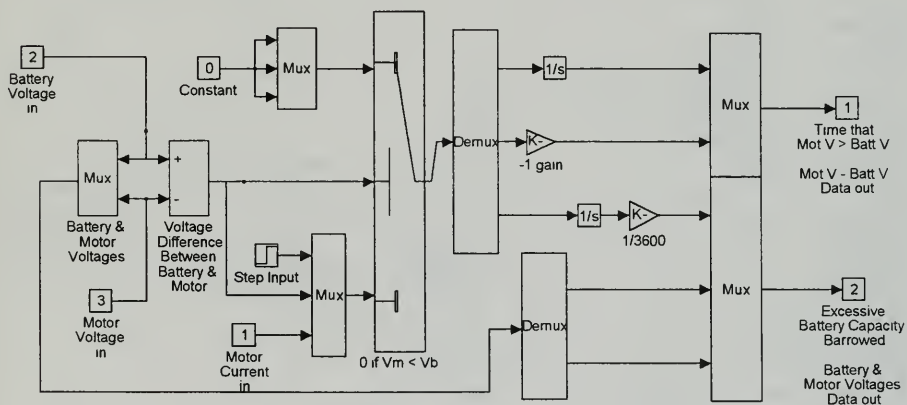 2
Battery
Voltage
in
0
Constant
Mux
Mux
Battery &
Motor
Voltages
+
-
Voltage
Difference
Between
Battery &
Motor
3
Motor
Voltage
in
Step Input
Mux
1
Motor
Current
in
0 if Vm < Vb
Demux
1/s
K-
-1 gain
1/s
K-
1/3600
Demux
Mux
Mux
1
Time that
Mot V > Batt V
Mot V - Batt V
Data out
2
Excessive
Battery Capacity
Barrowed
Battery &
Motor Voltages
Data out